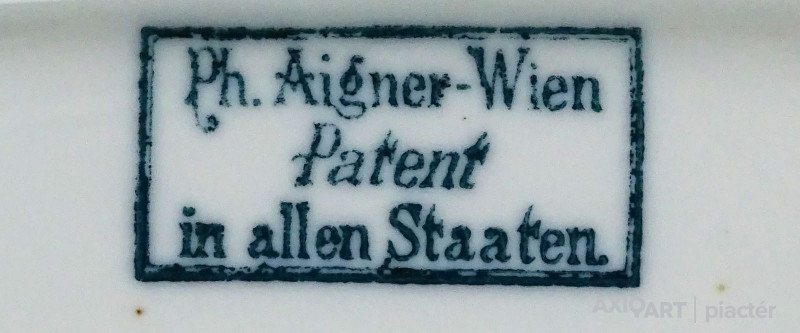 Ph. Aigner-Wien
Patent
in allen Staaten.
AXIOART | piactér